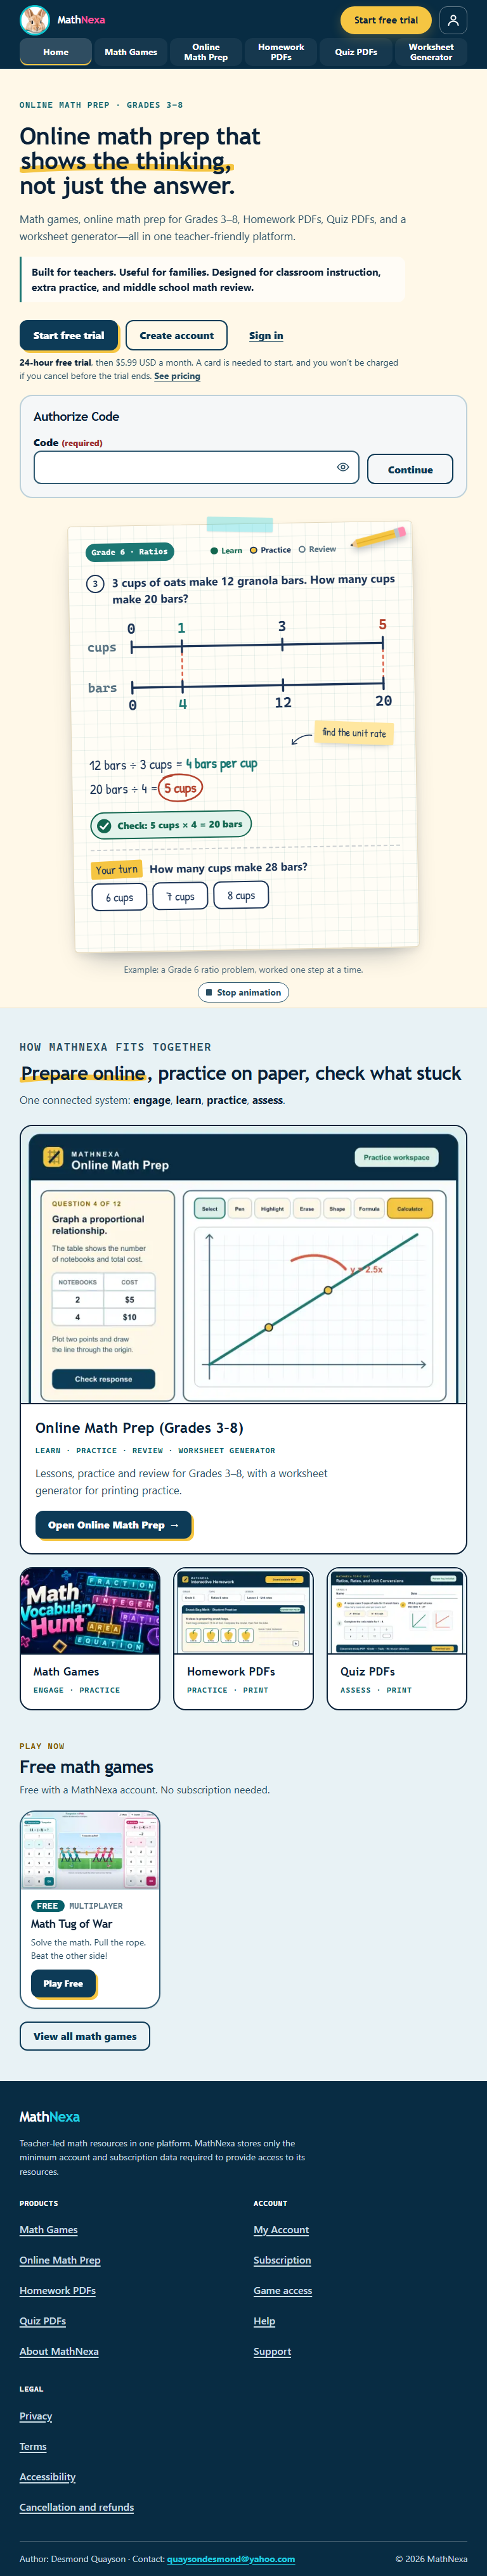 MathNexa
Start free trial
Home
Math Games
Online
Math Prep
Homework
PDFs
Quiz PDFs
Worksheet
Generator
ONLINE MATH PREP · GRADES 3–8
Online math prep that
shows the thinking,
not just the answer.
Math games, online math prep for Grades 3–8, Homework PDFs, Quiz PDFs, and a
worksheet generator—all in one teacher-friendly platform.
Built for teachers. Useful for families. Designed for classroom instruction,
extra practice, and middle school math review.
Start free trial
Create account
Sign in
24-hour free trial, then $5.99 USD a month. A card is needed to start, and you won't be charged
if you cancel before the trial ends. See pricing
Authorize Code
Code (required)
Continue
Grade 6 · Ratios
Learn
Practice
Review
3
3 cups of oats make 12 granola bars. How many cups
make 20 bars?
0 1 3 5
cups
bars
0 4 12 20
find the unit rate
12 bars ÷ 3 cups = 4 bars per cup
20 bars ÷ 4 = 5 cups
Check: 5 cups × 4 = 20 bars
Your turn
How many cups make 28 bars?
6 cups
7 cups
8 cups
Example: a Grade 6 ratio problem, worked one step at a time.
Stop animation
HOW MATHNEXA FITS TOGETHER
Prepare online, practice on paper, check what stuck
One connected system: engage, learn, practice, assess.
MATHNEXA
Online Math Prep
Practice workspace
QUESTION 4 OF 12
Graph a proportional
relationship.
The table shows the number
of notebooks and total cost.
NOTEBOOKS COST
2 $5
4 $10
Plot two points and draw
the line through the origin.
Check response
Select
Pen
Highlight
Erase
Shape
Formula
Calculator
y = 2.5x
Online Math Prep (Grades 3–8)
LEARN · PRACTICE · REVIEW · WORKSHEET GENERATOR
Lessons, practice and review for Grades 3–8, with a worksheet
generator for printing practice.
Open Online Math Prep →
Math
Vocabulary
Hunt
FRACTION
INTEGER
RATIO
EQUATION
Math Games
ENGAGE · PRACTICE
Interactive Homework
Homework PDFs
PRACTICE · PRINT
Ratios, Rates, and Unit Conversions
Quiz PDFs
ASSESS · PRINT
PLAY NOW
Free math games
Free with a MathNexa account. No subscription needed.
FREE
MULTIPLAYER
Math Tug of War
Solve the math. Pull the rope.
Beat the other side!
Play Free
View all math games
MathNexa
Teacher-led math resources in one platform. MathNexa stores only the
minimum account and subscription data required to provide access to its
resources.
PRODUCTS
Math Games
Online Math Prep
Homework PDFs
Quiz PDFs
About MathNexa
ACCOUNT
My Account
Subscription
Game access
Help
Support
LEGAL
Privacy
Terms
Accessibility
Cancellation and refunds
Author: Desmond Quayson · Contact: quaysondesmond@yahoo.com
© 2026 MathNexa